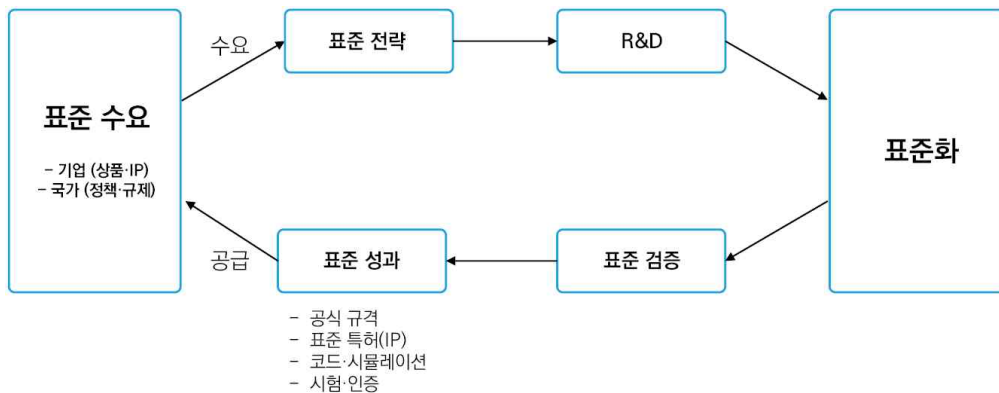 수요
표준 전략
R&D
표준 수요
- 기업 (상품·IP)
- 국가 (정책·규제)
표준화
공급
표준 성과
표준 검증
- 공식 규격
- 표준 특허(IP)
- 코드·시뮬레이션
- 시험·인증